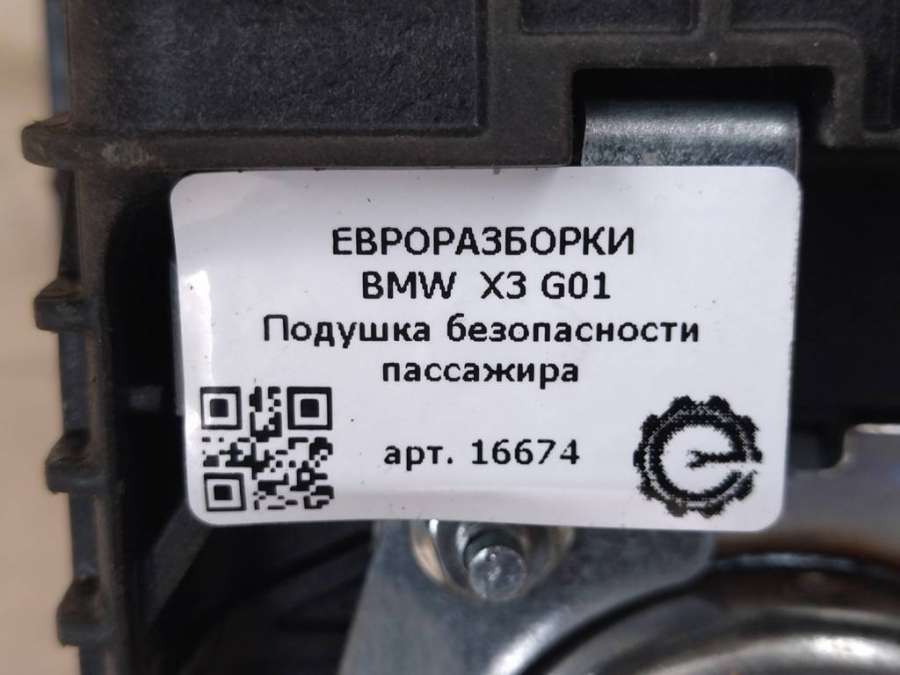 ЕВРОРАЗБОРКИ
BMW X3 G01
Подушка безопасности
пассажира
арт. 16674